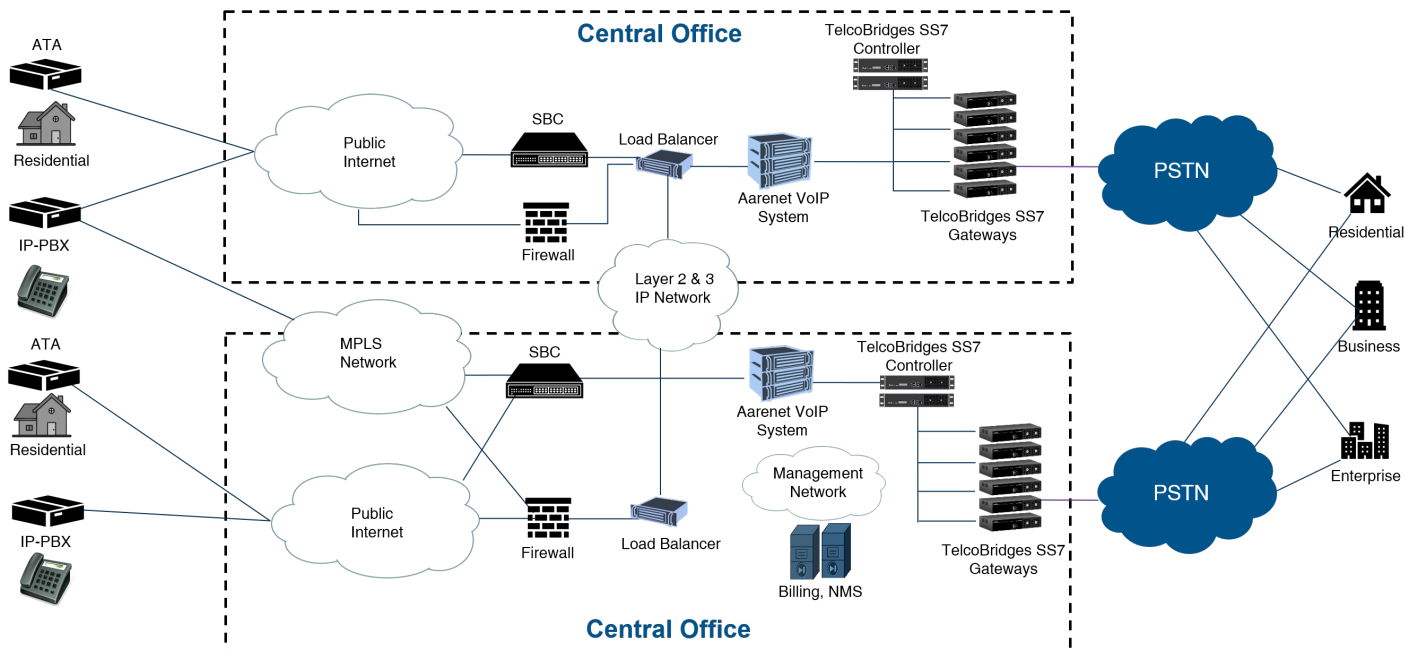 Central Office
TelcoBridges SS7
Controller
ATA
Residential
Public
Internet
SBC
Load Balancer
Aarenet VoIP
System
Firewall
TelcoBridges SS7
Gateways
PSTN
Residential
IP-PBX
Layer 2 & 3
IP Network
MPLS
Network
Business
ATA
Residential
SBC
Aarenet VoIP
System
TelcoBridges SS7
Controller
Management
Network
Enterprise
PSTN
IP-PBX
Public
Internet
Firewall
Load Balancer
TelcoBridges SS7
Gateways
Billing, NMS
Central Office